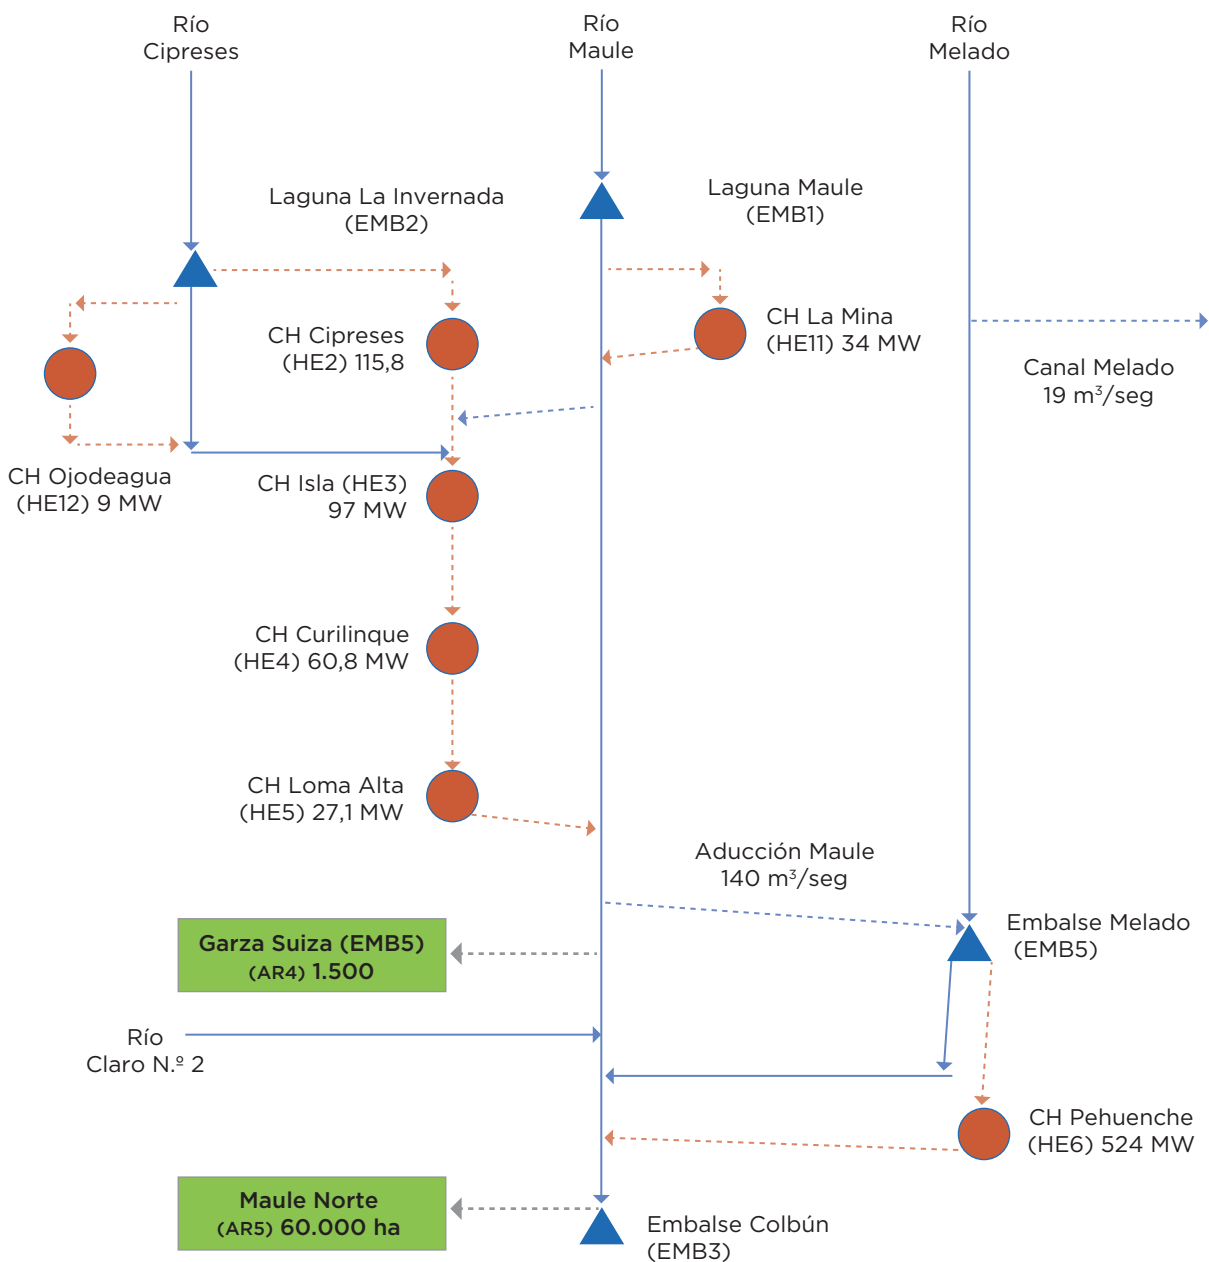 Río
Cipreses
Río
Maule
Río
Melado
Laguna La Invernada
(EMB2)
Laguna Maule
(EMB1)
CH Cipreses
(HE2) 115,8
CH La Mina
(HE11) 34 MW
Canal Melado
19 m³/seg
CH Ojodeagua
(HE12) 9 MW
CH Isla (HE3)
97 MW
CH Curilinque
(HE4) 60,8 MW
CH Loma Alta
(HE5) 27,1 MW
Aducción Maule
140 m³/seg
Embalse Melado
(EMB5)
Garza Suiza (EMB5)
(AR4) 1.500
Río
Claro N.º 2
CH Pehuenche
(HE6) 524 MW
Maule Norte
(AR5) 60.000 ha
Embalse Colbún
(EMB3)